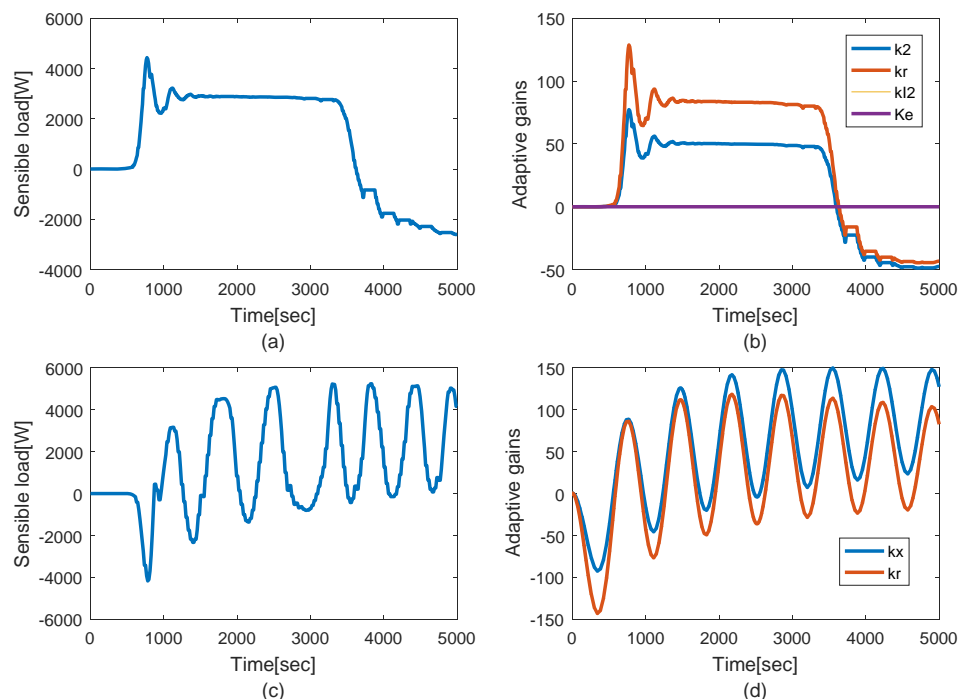 6000
4000
2000
0
-2000
-4000
Sensible load[W]
0 1000 2000 3000 4000 5000
Time[sec]
(a)
150
100
50
0
-50
Adaptive gains
k2
kr
kI2
Ke
0 1000 2000 3000 4000 5000
Time[sec]
(b)
6000
4000
2000
0
-2000
-4000
-6000
Sensible load[W]
0 1000 2000 3000 4000 5000
Time[sec]
(c)
150
100
50
0
-50
-100
-150
Adaptive gains
kx
kr
0 1000 2000 3000 4000 5000
Time[sec]
(d)